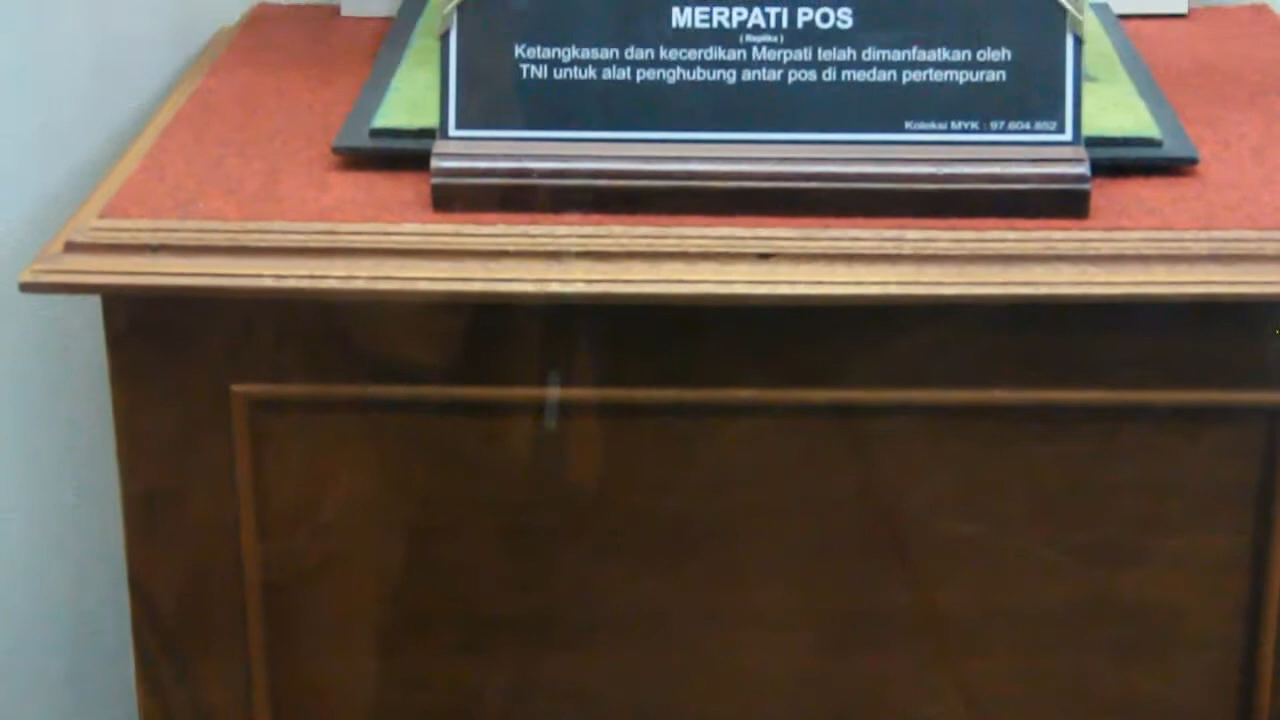 MERPATI POS
( Replika )
Ketangkasan dan kecerdikan Merpati telah dimanfaatkan oleh
TNI untuk alat penghubung antar pos di medan pertempuran
Koleksi MYK : 97.604.852